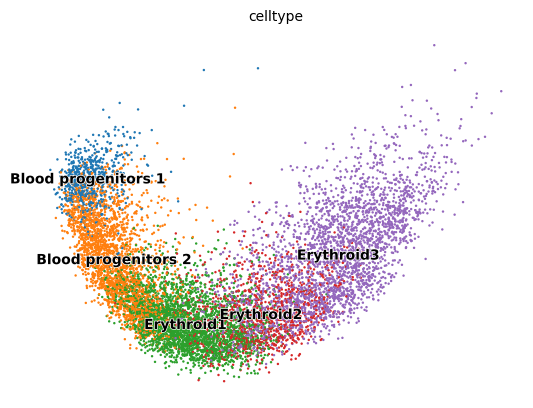 celltype
Blood progenitors 1
Blood progenitors 2
Erythroid3
Erythroid2
Erythroid1